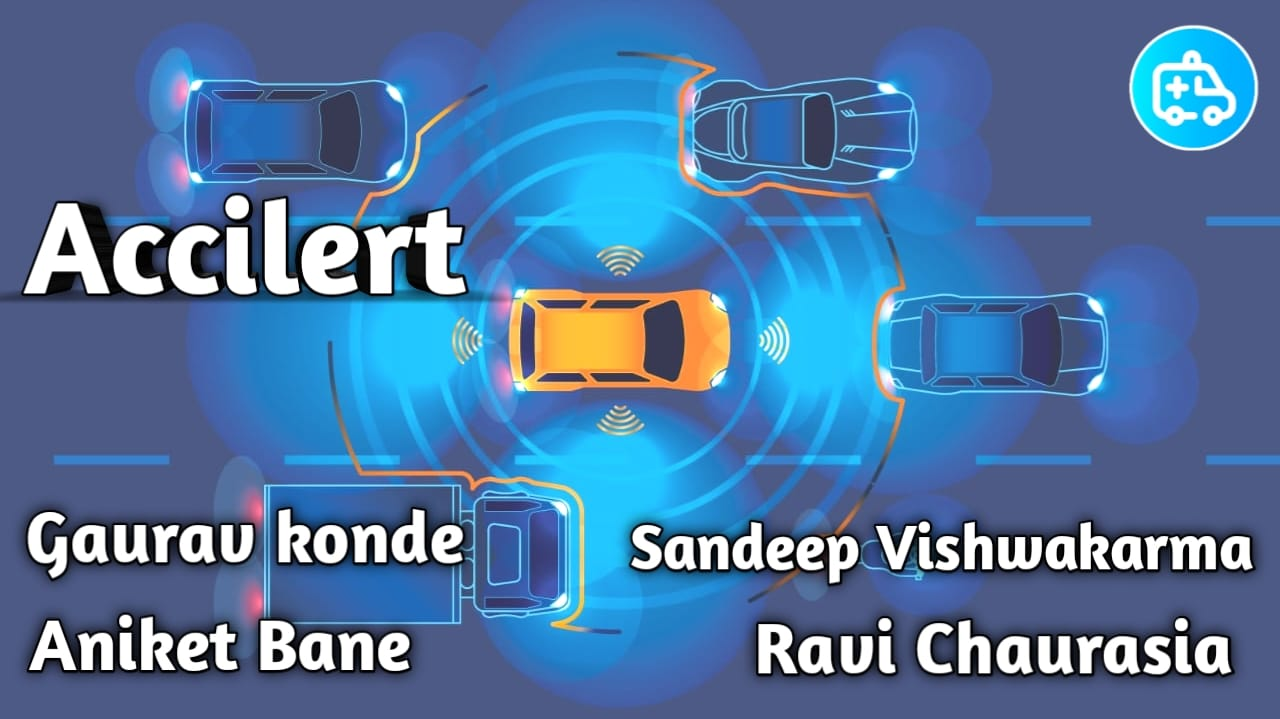 Accilert
Gaurav konde
Sandeep Vishwakarma
Aniket Bane
Ravi Chaurasia